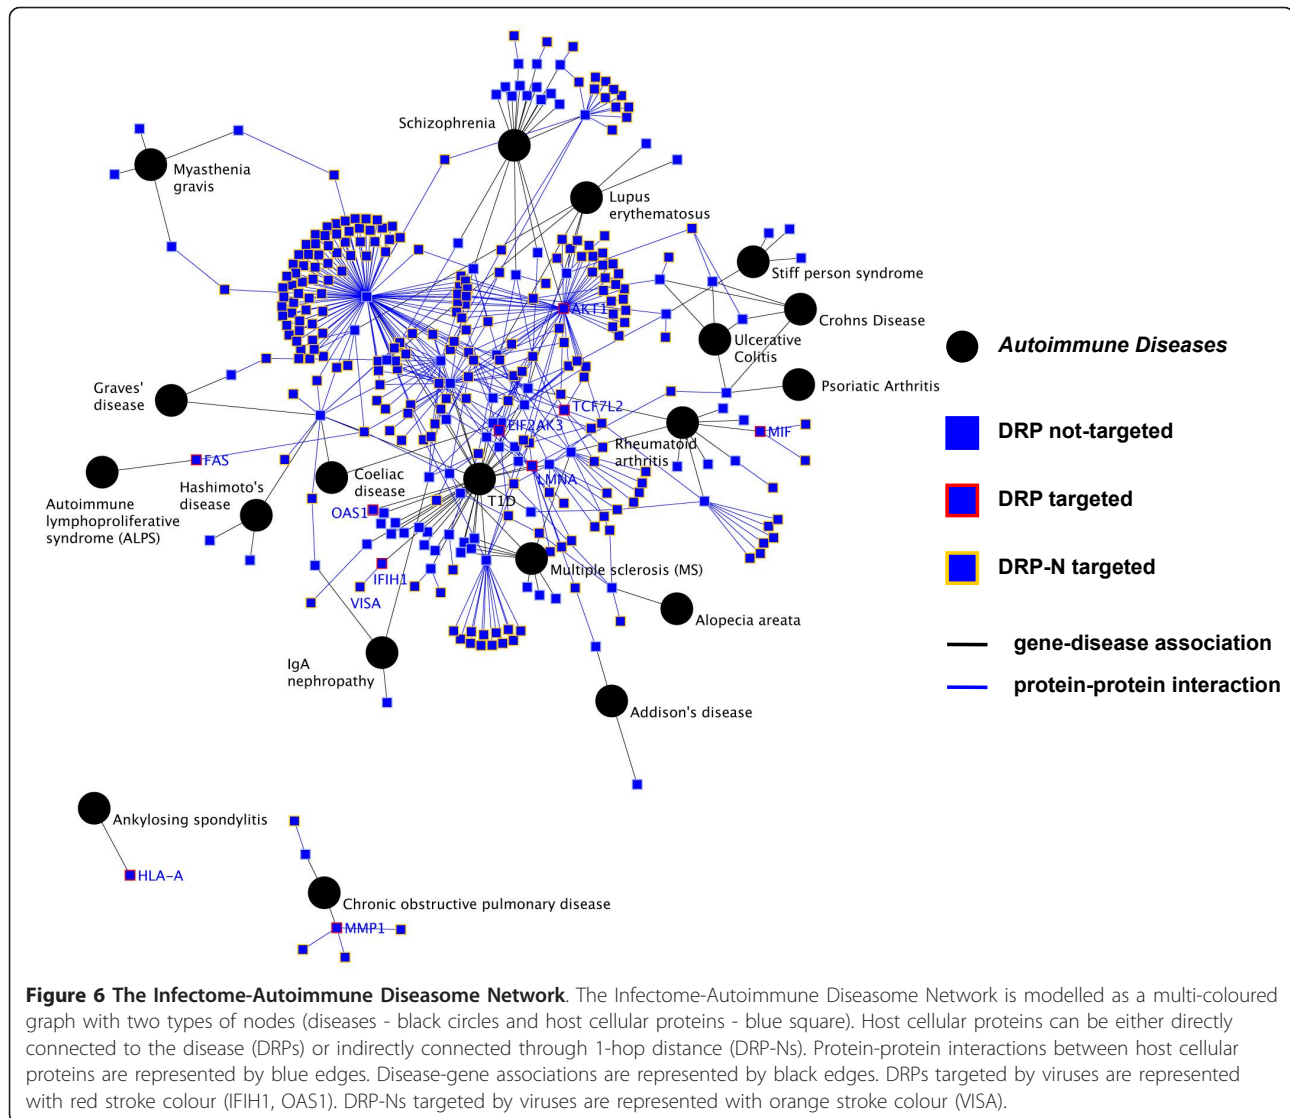 Schizophrenia
Myasthenia
gravis
Lupus
erythematosus
Stiff person syndrome
AKT1
Crohns Disease
Ulcerative
Colitis
Psoriatic Arthritis
Graves'
disease
TCF7L2
EIF2AK3
MIF
Rheumatoid
arthritis
FAS
Coeliac
disease
LMNA
T1D
Autoimmune
lymphoproliferative
syndrome (ALPS)
Hashimoto's
disease
OAS1
IFIH1
VISA
Multiple sclerosis (MS)
Alopecia areata
IgA
nephropathy
Addison's disease
Ankylosing spondylitis
HLA-A
Chronic obstructive pulmonary disease
MMP1
Autoimmune Diseases
DRP not-targeted
DRP targeted
DRP-N targeted
gene-disease association
protein-protein interaction
Figure 6 The Infectome-Autoimmune Diseasome Network. The Infectome-Autoimmune Diseasome Network is modelled as a multi-coloured
graph with two types of nodes (diseases - black circles and host cellular proteins - blue square). Host cellular proteins can be either directly
connected to the disease (DRPs) or indirectly connected through 1-hop distance (DRP-Ns). Protein-protein interactions between host cellular
proteins are represented by blue edges. Disease-gene associations are represented by black edges. DRPs targeted by viruses are represented
with red stroke colour (IFIH1, OAS1). DRP-Ns targeted by viruses are represented with orange stroke colour (VISA).